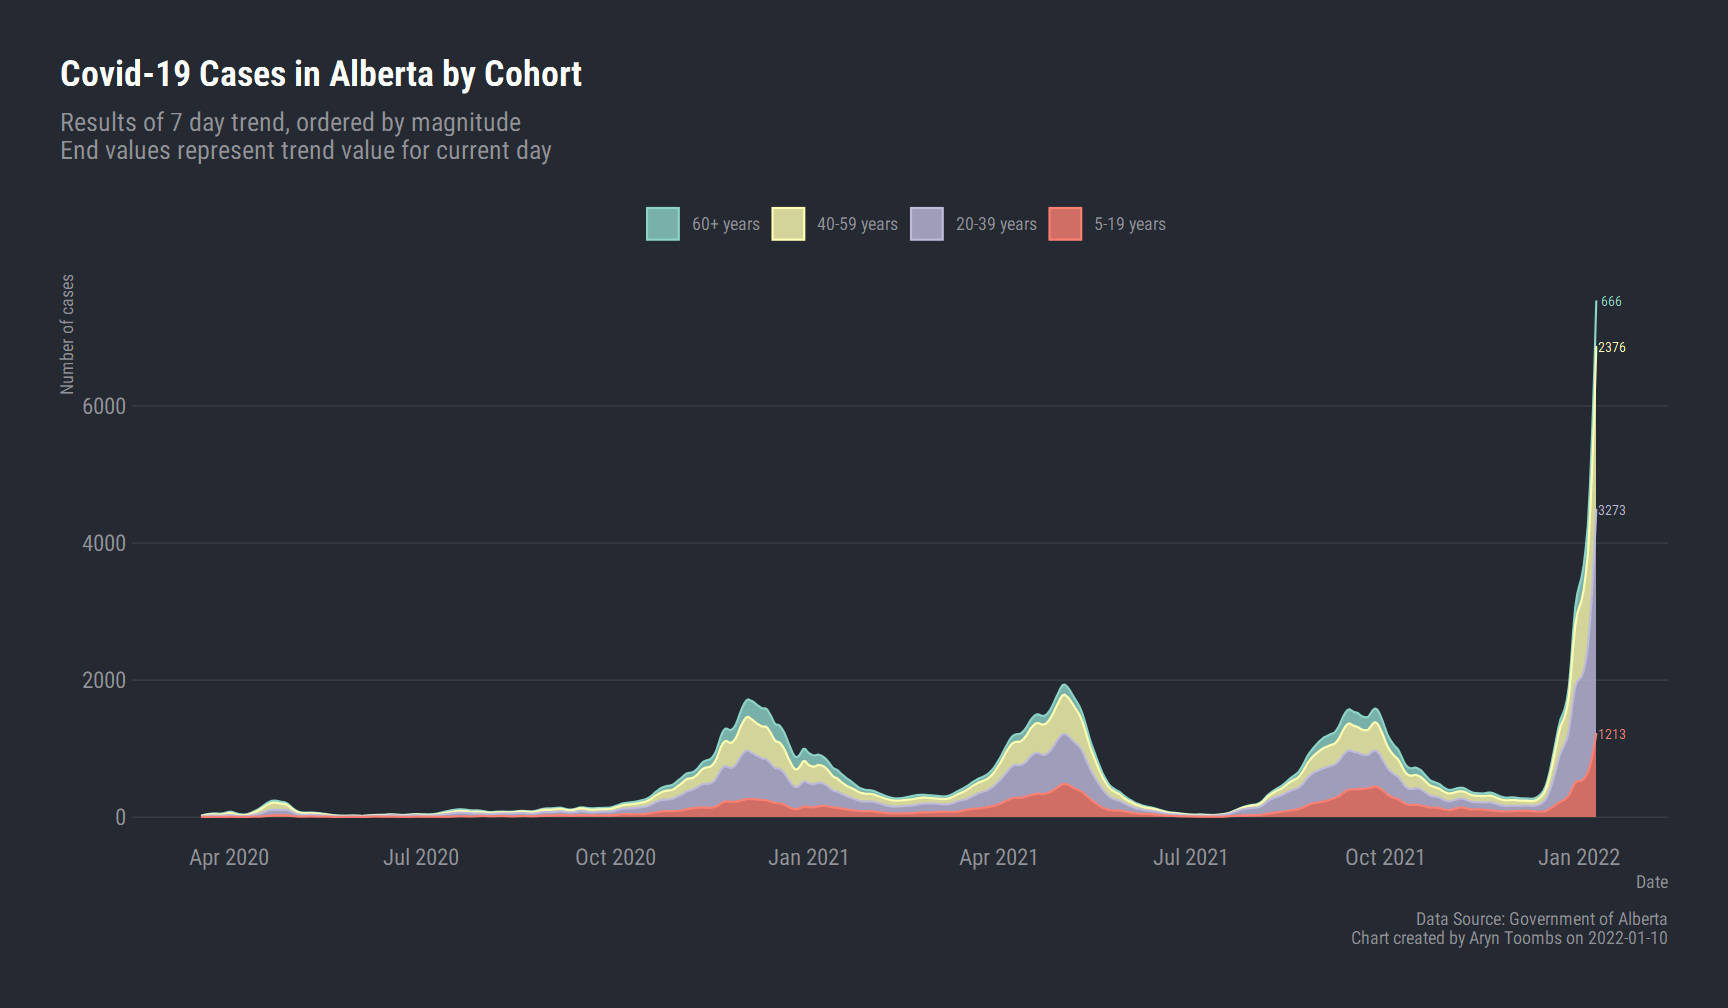 Covid-19 Cases in Alberta by Cohort
Results of 7 day trend, ordered by magnitude
End values represent trend value for current day
60+ years
40-59 years
20-39 years
5-19 years
Number of cases
666
2376
6000
3273
4000
2000
1213
0
Apr 2020
Jul 2020
Oct 2020
Jan 2021
Apr 2021
Jul 2021
Oct 2021
Jan 2022
Date
Data Source: Government of Alberta
Chart created by Aryn Toombs on 2022-01-10